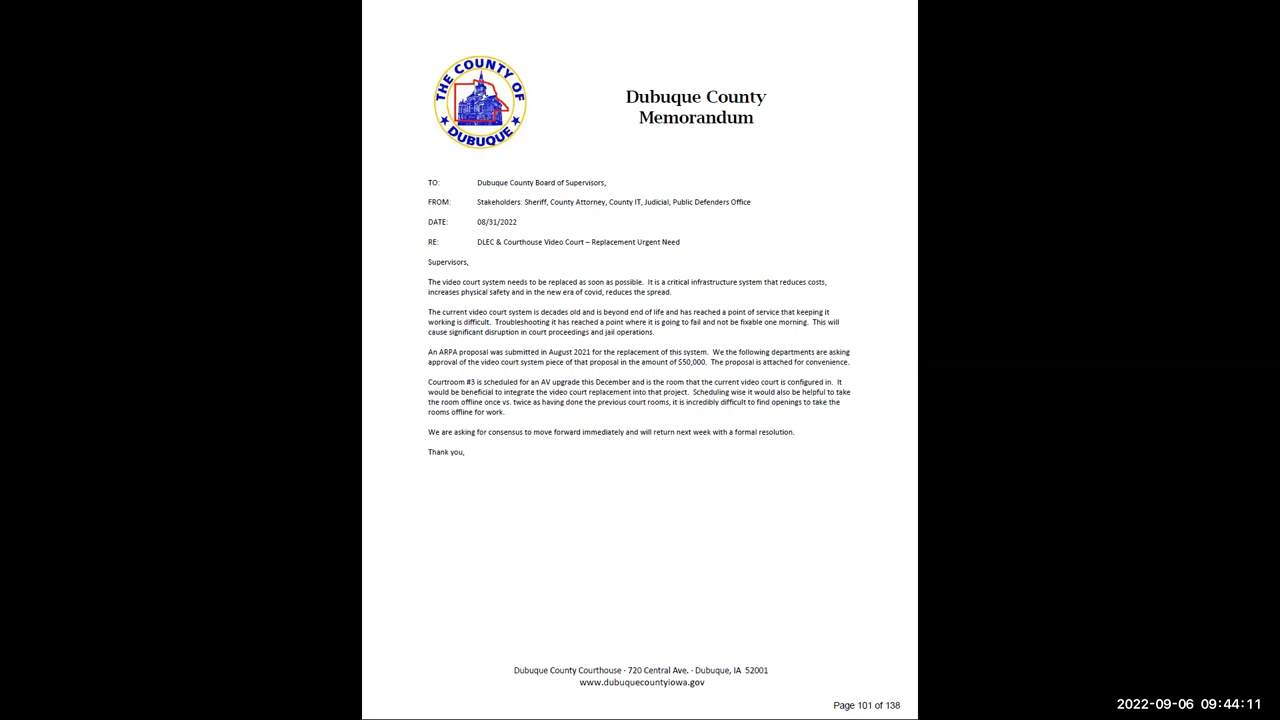 THE COUNTY OF
DUBUQUE
Dubuque County
Memorandum
TO: Dubuque County Board of Supervisors,
FROM: Stakeholders: Sheriff, County Attorney, County IT, Judicial, Public Defenders Office
DATE: 08/31/2022
RE: DLEC & Courthouse Video Court – Replacement Urgent Need
Supervisors,
The video court system needs to be replaced as soon as possible. It is a critical infrastructure system that reduces costs,
increases physical safety and in the new era of covid, reduces the spread.
The current video court system is decades old and is beyond end of life and has reached a point of service that keeping it
working is difficult. Troubleshooting it has reached a point where it is going to fail and not be fixable one morning. This will
cause significant disruption in court proceedings and jail operations.
An ARPA proposal was submitted in August 2021 for the replacement of this system. We the following departments are asking
approval of the video court system piece of that proposal in the amount of $50,000. The proposal is attached for convenience.
Courtroom #3 is scheduled for an AV upgrade this December and is the room that the current video court is configured in. It
would be beneficial to integrate the video court replacement into that project. Scheduling wise it would also be helpful to take
the room offline once vs. twice as having done the previous court rooms, it is incredibly difficult to find openings to take the
rooms offline for work.
We are asking for consensus to move forward immediately and will return next week with a formal resolution.
Thank you,
Dubuque County Courthouse - 720 Central Ave. - Dubuque, IA 52001
www.dubuquecountyiowa.gov
Page 101 of 138
2022-09-06 09:44:11